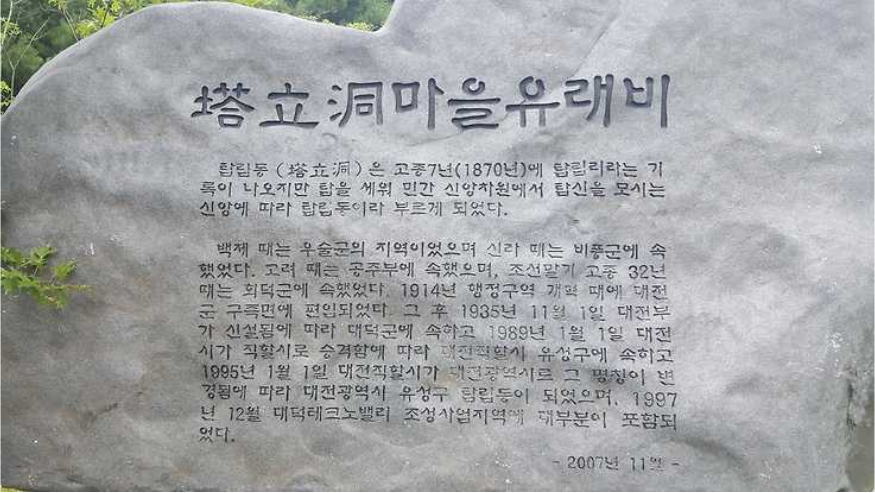 塔立洞마을유래비
탑립동(塔立洞)은 고종7년(1870년)에 탑립리라는 기
록이 나오지만 탑을 세워 민간 신앙차원에서 탑신을 모시는
신앙에 따라 탑립동이라 부르게 되었다.
백제 때는 우술군의 지역이었으며 신라 때는 비풍군에 속
했었다. 고려 때는 공주부에 속했으며, 조선말기 고종 32년
때는 회덕군에 속했었다. 1914년 행정구역 개혁 때에 대전
군 구즉면에 편입되었다. 그 후 1935년 11월 1일 대전부
가 신설됨에 따라 대덕군에 속하고 1989년 1월 1일 대전
시가 직할시로 승격함에 따라 대전직할시 유성구에 속하고
1995년 1월 1일 대전직할시가 대전광역시로 그 명칭이 변
경됨에 따라 대전광역시 유성구 탑립동이 되었으며, 1997
년 12월 대덕테크노밸리 조성사업지역에 대부분이 포함되
었다.
- 2007년 11월 -